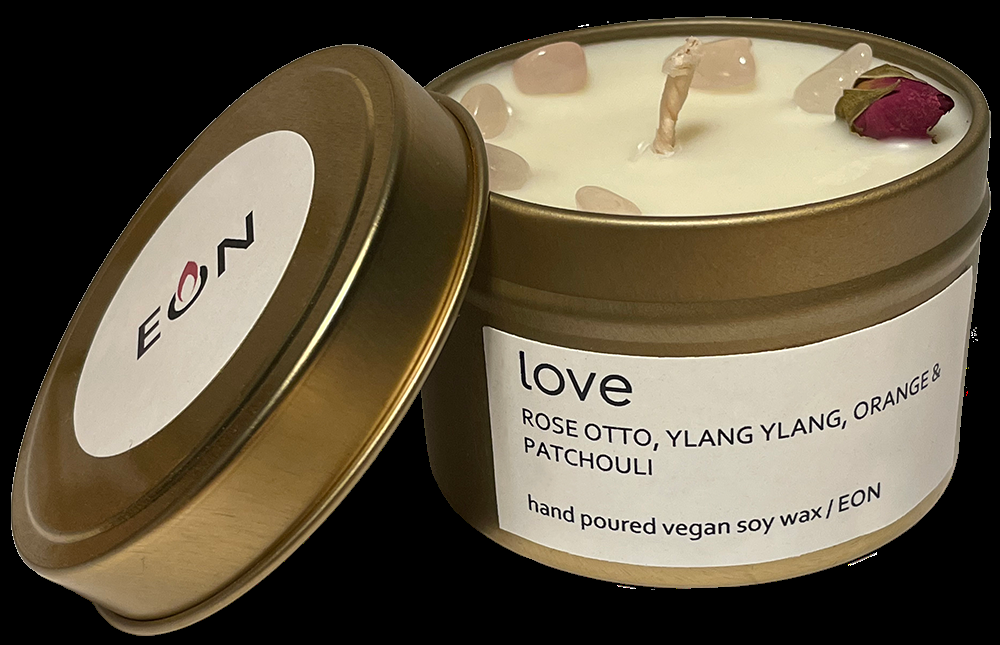 EON
love
ROSE OTTO, YLANG YLANG, ORANGE &
PATCHOULI
hand poured vegan soy wax / EON